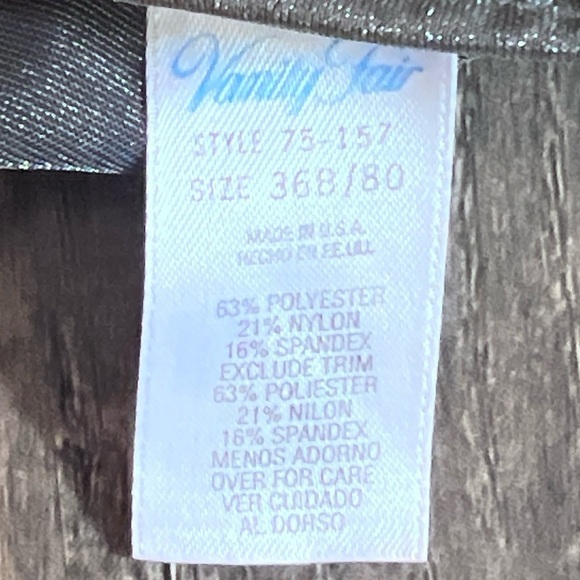 Vanity Fair
STYLE 75-157
SIZE 36B/80
MADE IN U.S.A.
HECHO EN EE.UU.
63% POLYESTER
21% NYLON
16% SPANDEX
EXCLUDE TRIM
63% POLIESTER
21% NILON
16% SPANDEX
MENOS ADORNO
OVER FOR CARE
VER CUIDADO
AL DORSO